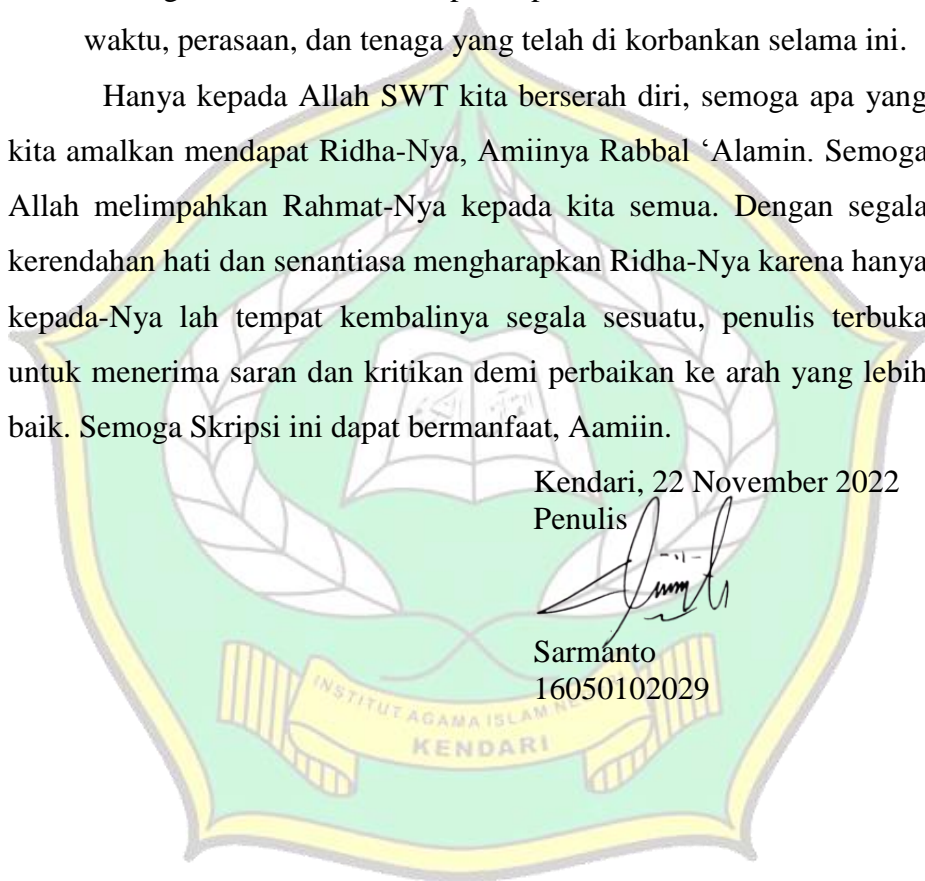 waktu, perasaan, dan tenaga yang telah di korbankan selama ini.
Hanya kepada Allah SWT kita berserah diri, semoga apa yang
kita amalkan mendapat Ridha-Nya, Amiinya Rabbal ‘Alamin. Semoga
Allah melimpahkan Rahmat-Nya kepada kita semua. Dengan segala
kerendahan hati dan senantiasa mengharapkan Ridha-Nya karena hanya
kepada-Nya lah tempat kembalinya segala sesuatu, penulis terbuka
untuk menerima saran dan kritikan demi perbaikan ke arah yang lebih
baik. Semoga Skripsi ini dapat bermanfaat, Aamiin.
Kendari, 22 November 2022
Penulis
Sarmanto
16050102029
INSTITUT AGAMA ISLAM
KENDARI